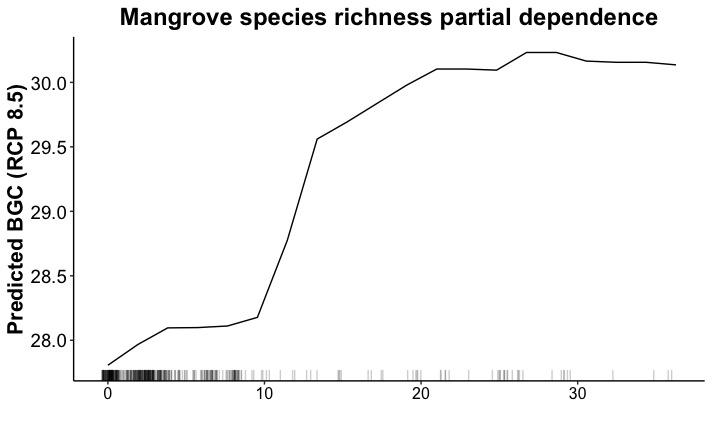 Mangrove species richness partial dependence
Predicted BGC (RCP 8.5)
30.0
29.5
29.0
28.5
28.0
0 10 20 30